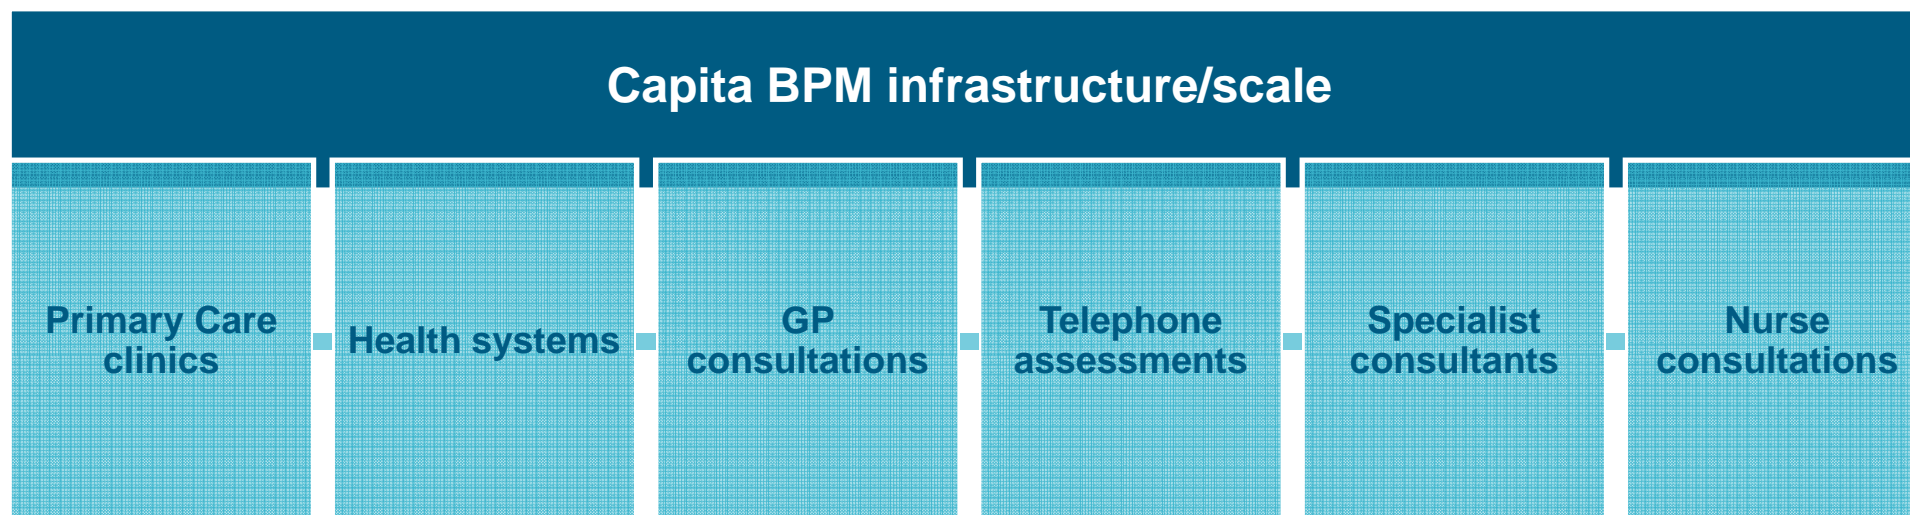 Capita BPM infrastructure/scale
Primary Care
clinics
Health systems
GP
consultations
Telephone
assessments
Specialist
consultants
Nurse
consultations